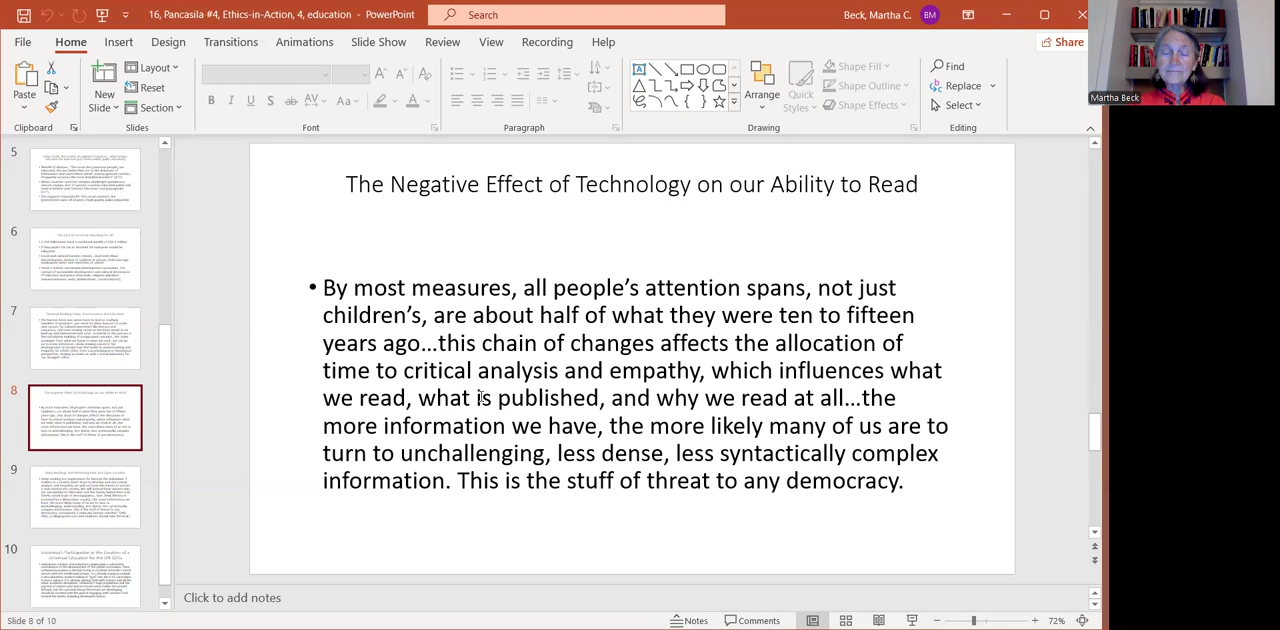 16, Pancasila #4, Ethics-in-Action, 4, education - PowerPoint
Search
Beck, Martha C.
BM
File Home Insert Design Transitions Animations Slide Show Review View Recording Help
Share
Martha Beck
Paste
New
Slide
Layout
Reset
Section
Arrange
Quick
Styles
Shape Fill
Shape Outline
Shape Effects
Find
Replace
Select
Clipboard Slides Font Paragraph Drawing Editing
5
6
7
8
9
10
The Negative Effect of Technology on our Ability to Read
• By most measures, all people’s attention spans, not just
children’s, are about half of what they were ten to fifteen
years ago…this chain of changes affects the allocation of
time to critical analysis and empathy, which influences what
we read, what is published, and why we read at all…the
more information we have, the more likely many of us are to
turn to unchallenging, less dense, less syntactically complex
information. This is the stuff of threat to any democracy.
Click to add notes
Slide 8 of 10
Notes
Comments
72%